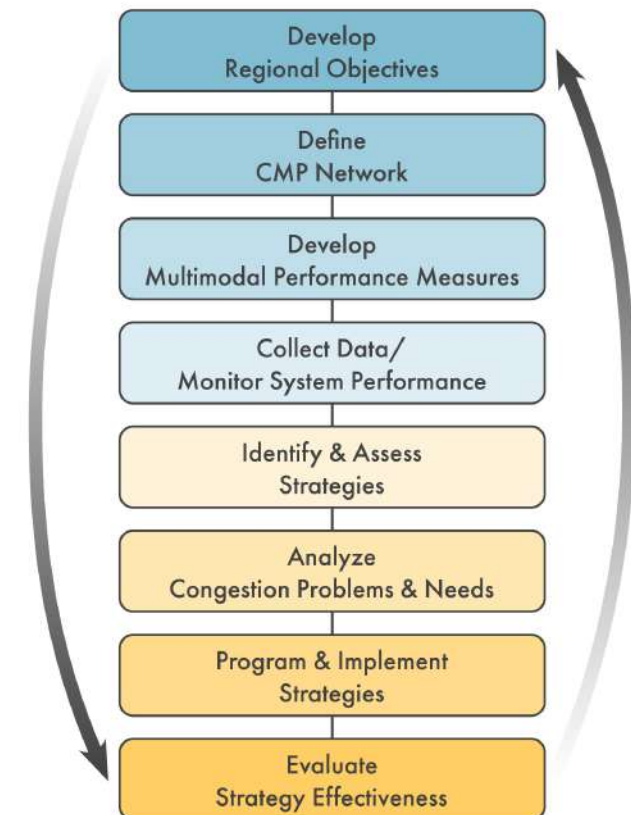 Develop
Regional Objectives
Define
CMP Network
Develop
Multimodal Performance Measures
Collect Data/
Monitor System Performance
Identify & Assess
Strategies
Analyze
Congestion Problems & Needs
Program & Implement
Strategies
Evaluate
Strategy Effectiveness